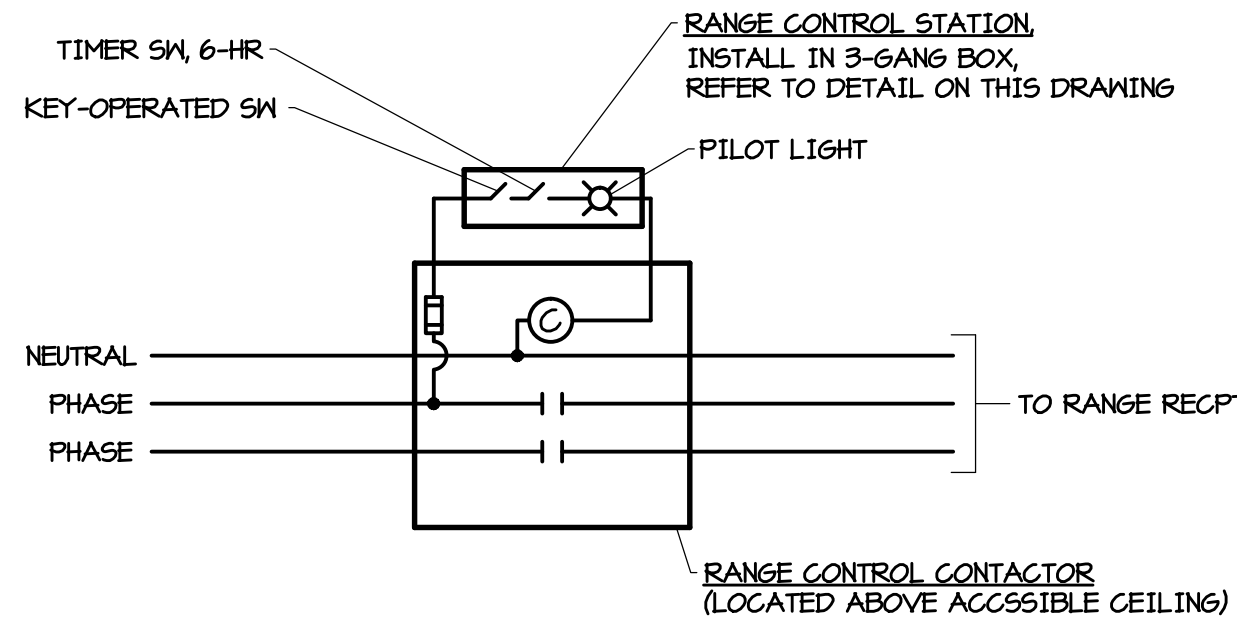 RANGE CONTROL STATION,
INSTALL IN 3-GANG BOX,
REFER TO DETAIL ON THIS DRAWING
TIMER SW, 6-HR
KEY-OPERATED SW
PILOT LIGHT
C
NEUTRAL
PHASE
TO RANGE RECPT
PHASE
RANGE CONTROL CONTACTOR
(LOCATED ABOVE ACCSSIBLE CEILING)